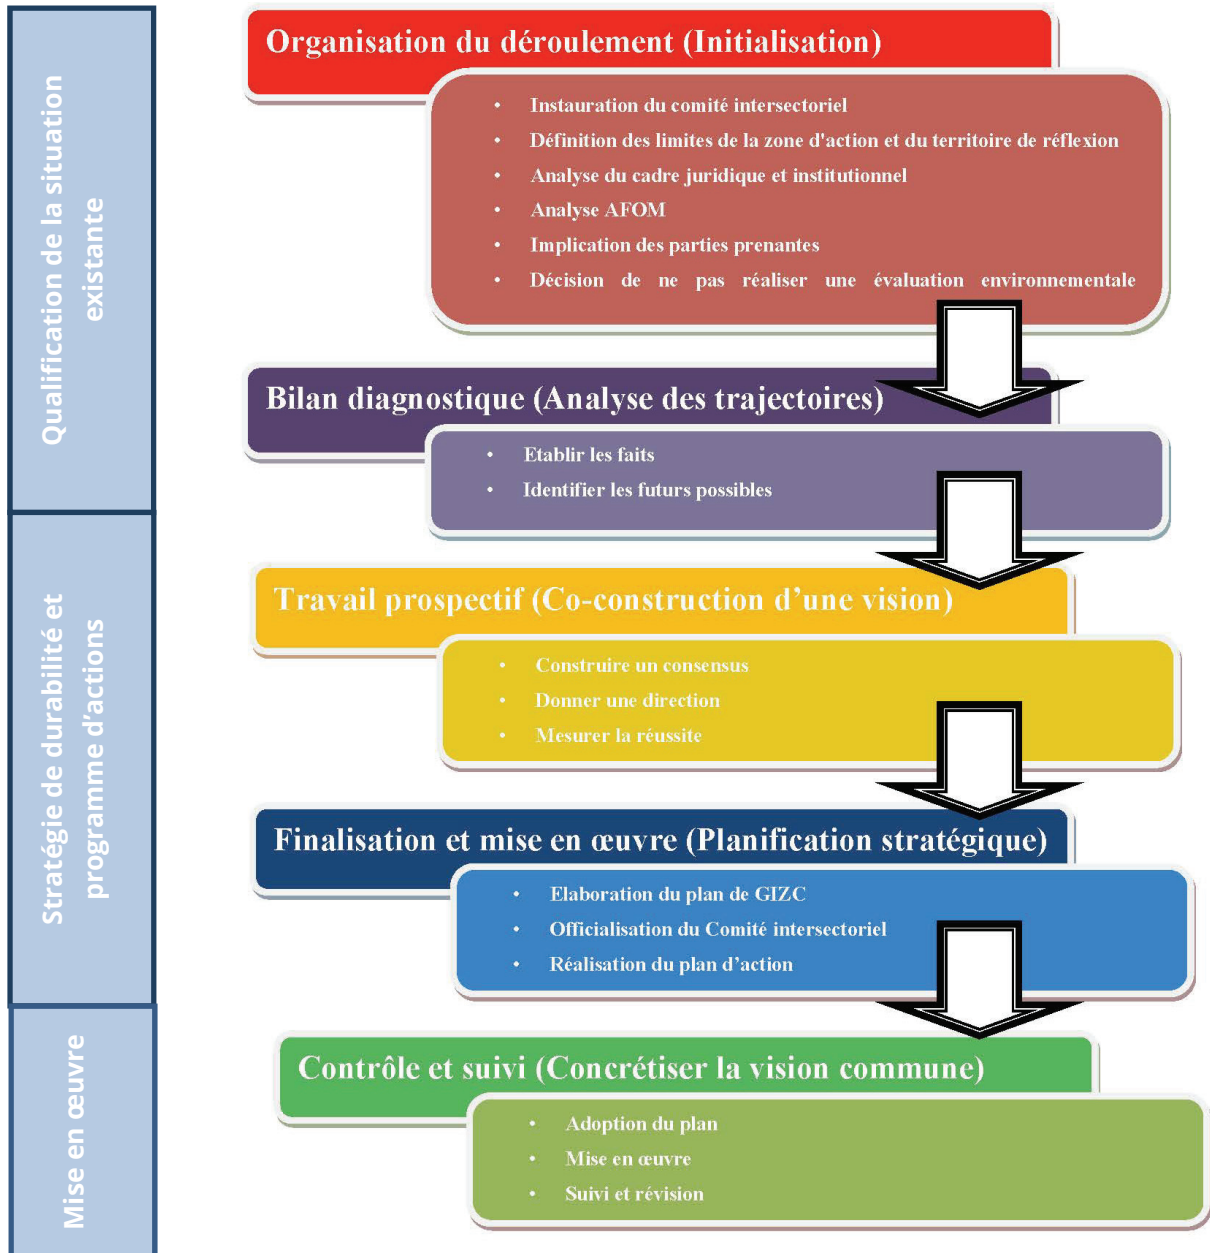 Qualification de la situation
existante
Organisation du déroulement (Initialisation)
• Instauration du comité intersectoriel
• Définition des limites de la zone d'action et du territoire de réflexion
• Analyse du cadre juridique et institutionnel
• Analyse AFOM
• Implication des parties prenantes
• Décision de ne pas réaliser une évaluation environnementale
Bilan diagnostique (Analyse des trajectoires)
• Etablir les faits
• Identifier les futurs possibles
Stratégie de durabilité et
programme d'actions
Travail prospectif (Co-construction d’une vision)
• Construire un consensus
• Donner une direction
• Mesurer la réussite
Finalisation et mise en œuvre (Planification stratégique)
• Elaboration du plan de GIZC
• Officialisation du Comité intersectoriel
• Réalisation du plan d’action
Mise en œuvre
Contrôle et suivi (Concrétiser la vision commune)
• Adoption du plan
• Mise en œuvre
• Suivi et révision